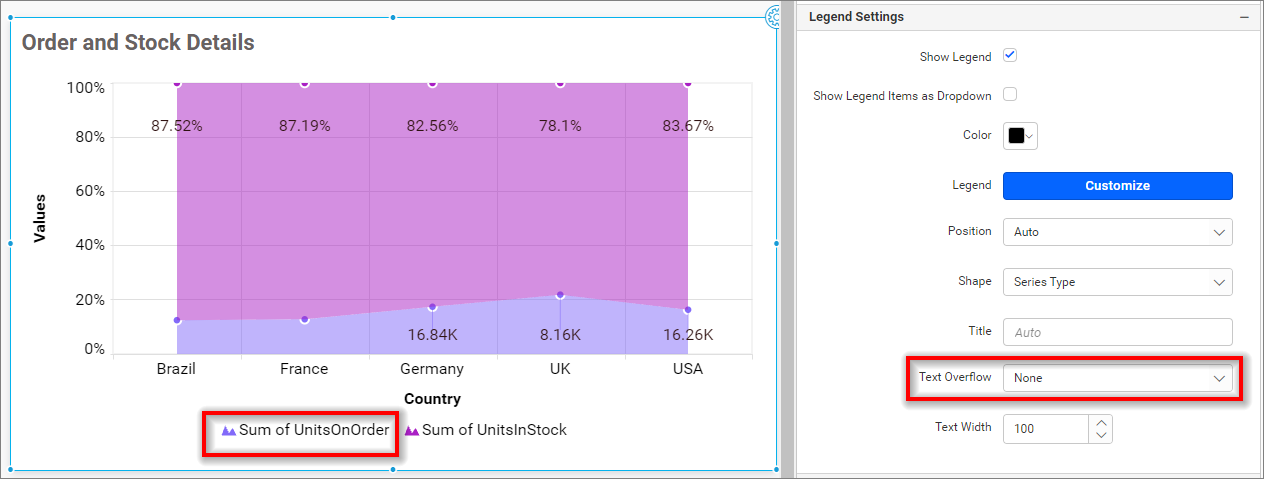 Order and Stock Details
100%
80%
60%
40%
20%
0%
Values
87.52% 87.19% 82.56% 78.1% 83.67%
16.84K 8.16K 16.26K
Brazil France Germany UK USA
Country
Sum of UnitsOnOrder Sum of UnitsInStock
Legend Settings
Show Legend
Show Legend Items as Dropdown
Color
Legend Customize
Position Auto
Shape Series Type
Title Auto
Text Overflow None
Text Width 100